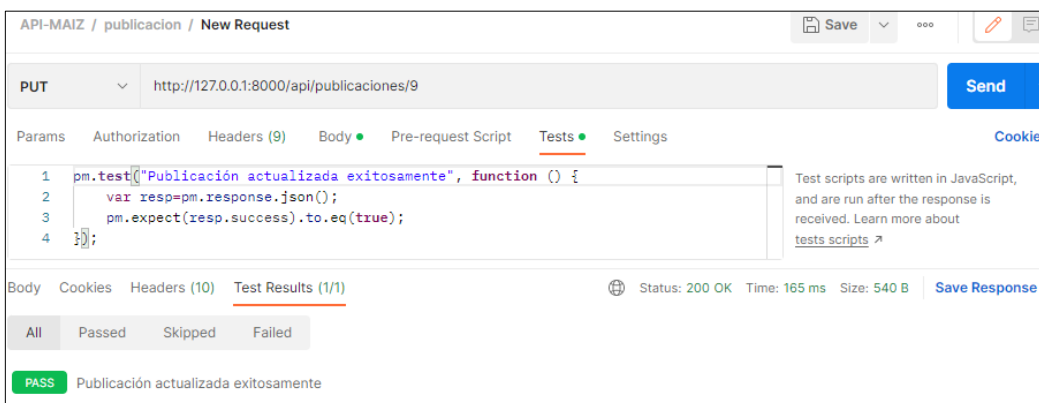 API-MAIZ / publicacion / New Request Save ooo
PUT http://127.0.0.1:8000/api/publicaciones/9 Send
Params Authorization Headers (9) Body Pre-request Script Tests Settings Cookie
1 pm.test("Publicación actualizada exitosamente", function () {
2 var resp=pm.response.json();
3 pm.expect(resp.success).to.eq(true);
4 });
Test scripts are written in JavaScript,
and are run after the response is
received. Learn more about
tests scripts
Body Cookies Headers (10) Test Results (1/1) Status: 200 OK Time: 165 ms Size: 540 B Save Response
All Passed Skipped Failed
PASS Publicación actualizada exitosamente